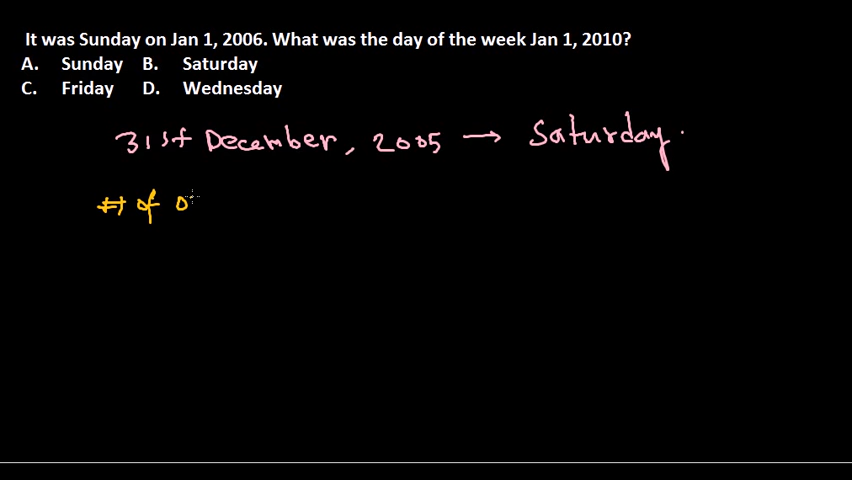 It was Sunday on Jan 1, 2006. What was the day of the week Jan 1, 2010?
A. Sunday B. Saturday
C. Friday D. Wednesday
31st December, 2005 → Saturday.
# of o